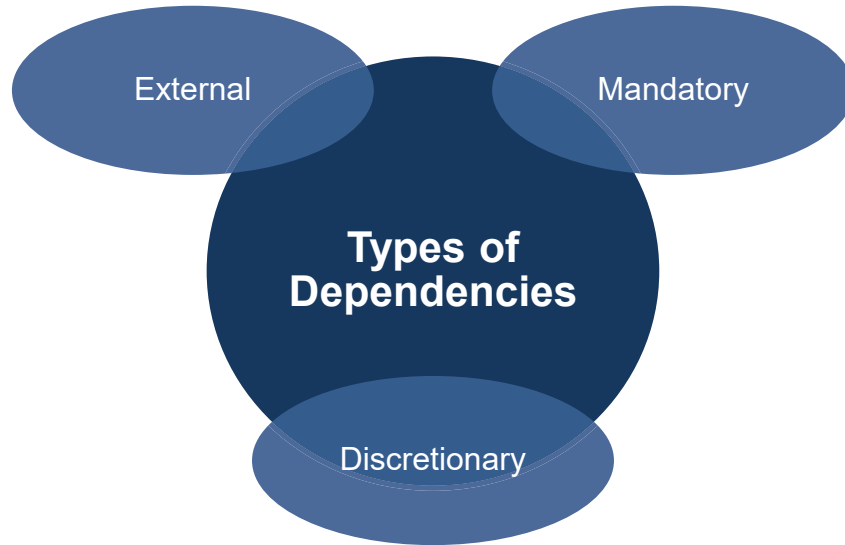 External
Mandatory
Types of
Dependencies
Discretionary